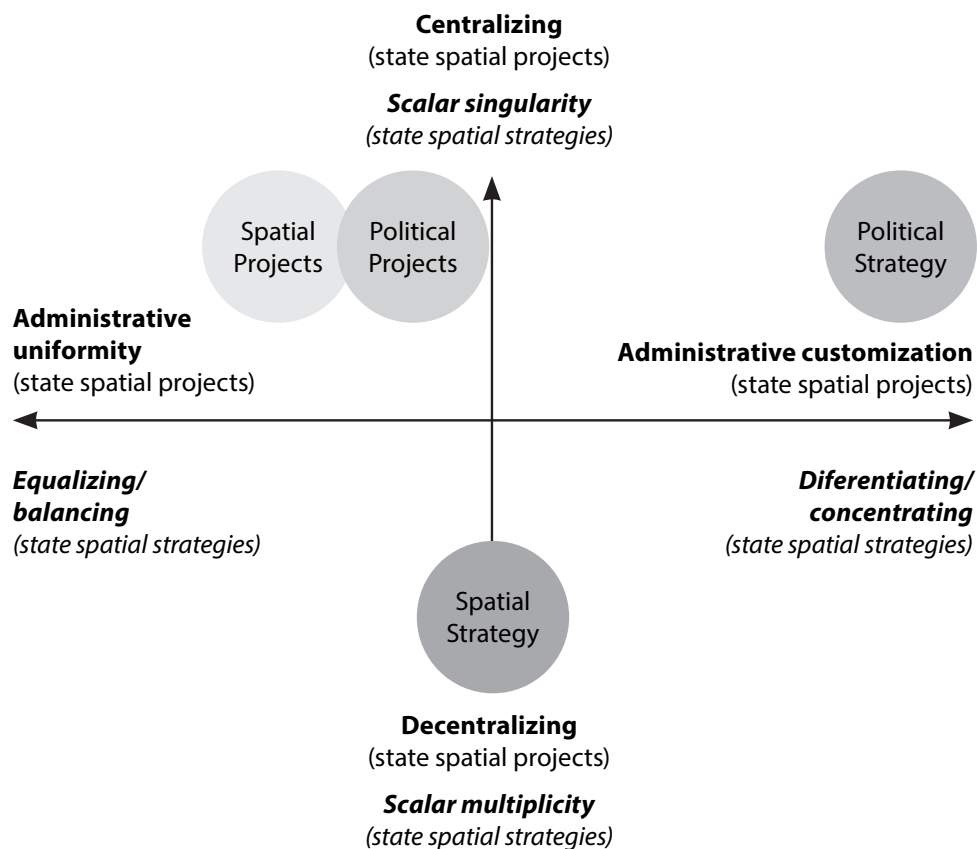 Centralizing
(state spatial projects)
Scalar singularity
(state spatial strategies)
Spatial
Projects
Political
Projects
Political
Strategy
Administrative
uniformity
(state spatial projects)
Administrative customization
(state spatial projects)
Equalizing/
balancing
(state spatial strategies)
Diferentiating/
concentrating
(state spatial strategies)
Spatial
Strategy
Decentralizing
(state spatial projects)
Scalar multiplicity
(state spatial strategies)